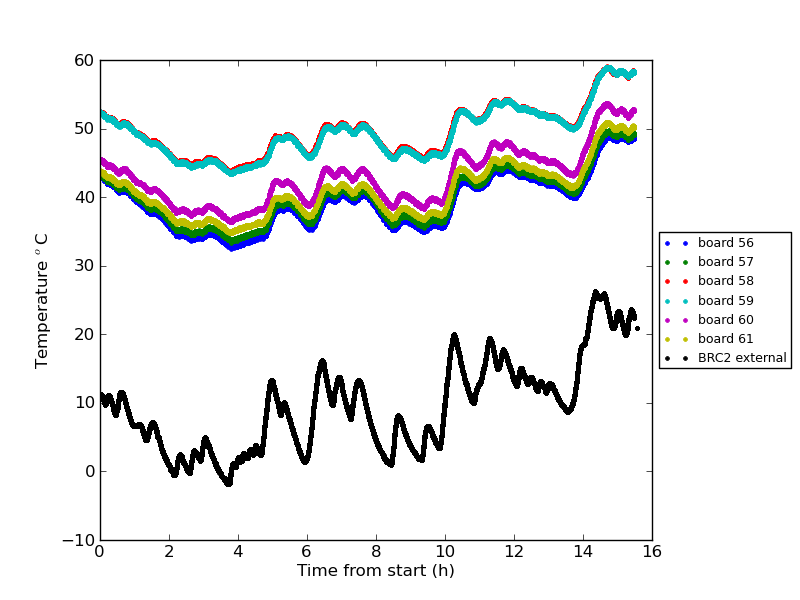 60
50
40
30
20
10
0
−10
0 2 4 6 8 10 12 14 16
Temperature ° C
Time from start (h)
board 56
board 57
board 58
board 59
board 60
board 61
BRC2 external